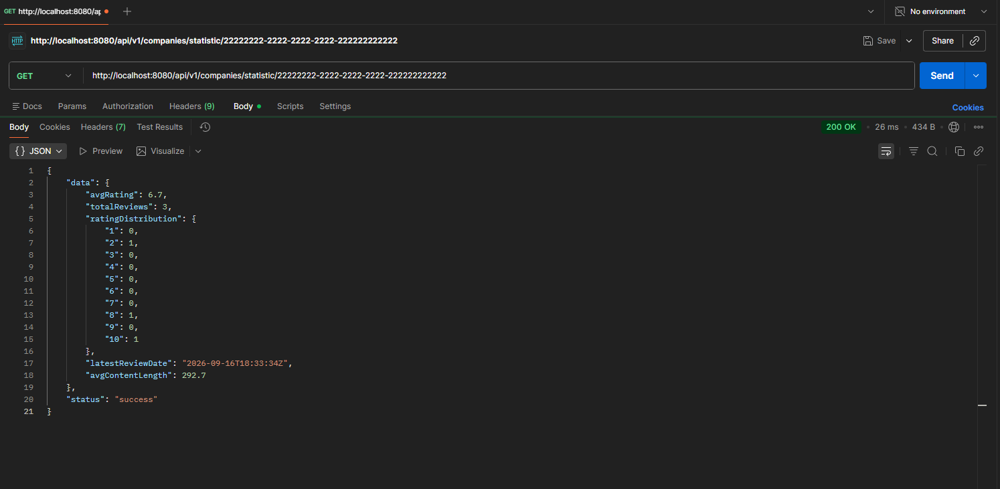 GET http://localhost:8080/ap No environment
HTTP http://localhost:8080/api/v1/companies/statistic/22222222-2222-2222-2222-222222222222 Save Share
GET http://localhost:8080/api/v1/companies/statistic/22222222-2222-2222-2222-222222222222 Send
Docs Params Authorization Headers (9) Body Scripts Settings Cookies
Body Cookies Headers (7) Test Results 200 OK • 26 ms • 434 B
{} JSON Preview Visualize
1 {
2 "data": {
3 "avgRating": 6.7,
4 "totalReviews": 3,
5 "ratingDistribution": {
6 "1": 0,
7 "2": 1,
8 "3": 0,
9 "4": 0,
10 "5": 0,
11 "6": 0,
12 "7": 0,
13 "8": 1,
14 "9": 0,
15 "10": 1
16 },
17 "latestReviewDate": "2026-09-16T18:33:34Z",
18 "avgContentLength": 292.7
19 },
20 "status": "success"
21 }